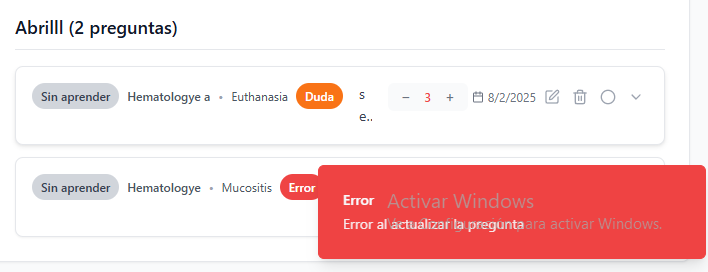 Abrilll (2 preguntas)
Sin aprender Hematologye a • Euthanasia Duda s − 3 + 8/2/2025
e..
Sin aprender Hematologye • Mucositis Error
Error Activar Windows
Error al actualizar la pregunta para activar Windows.